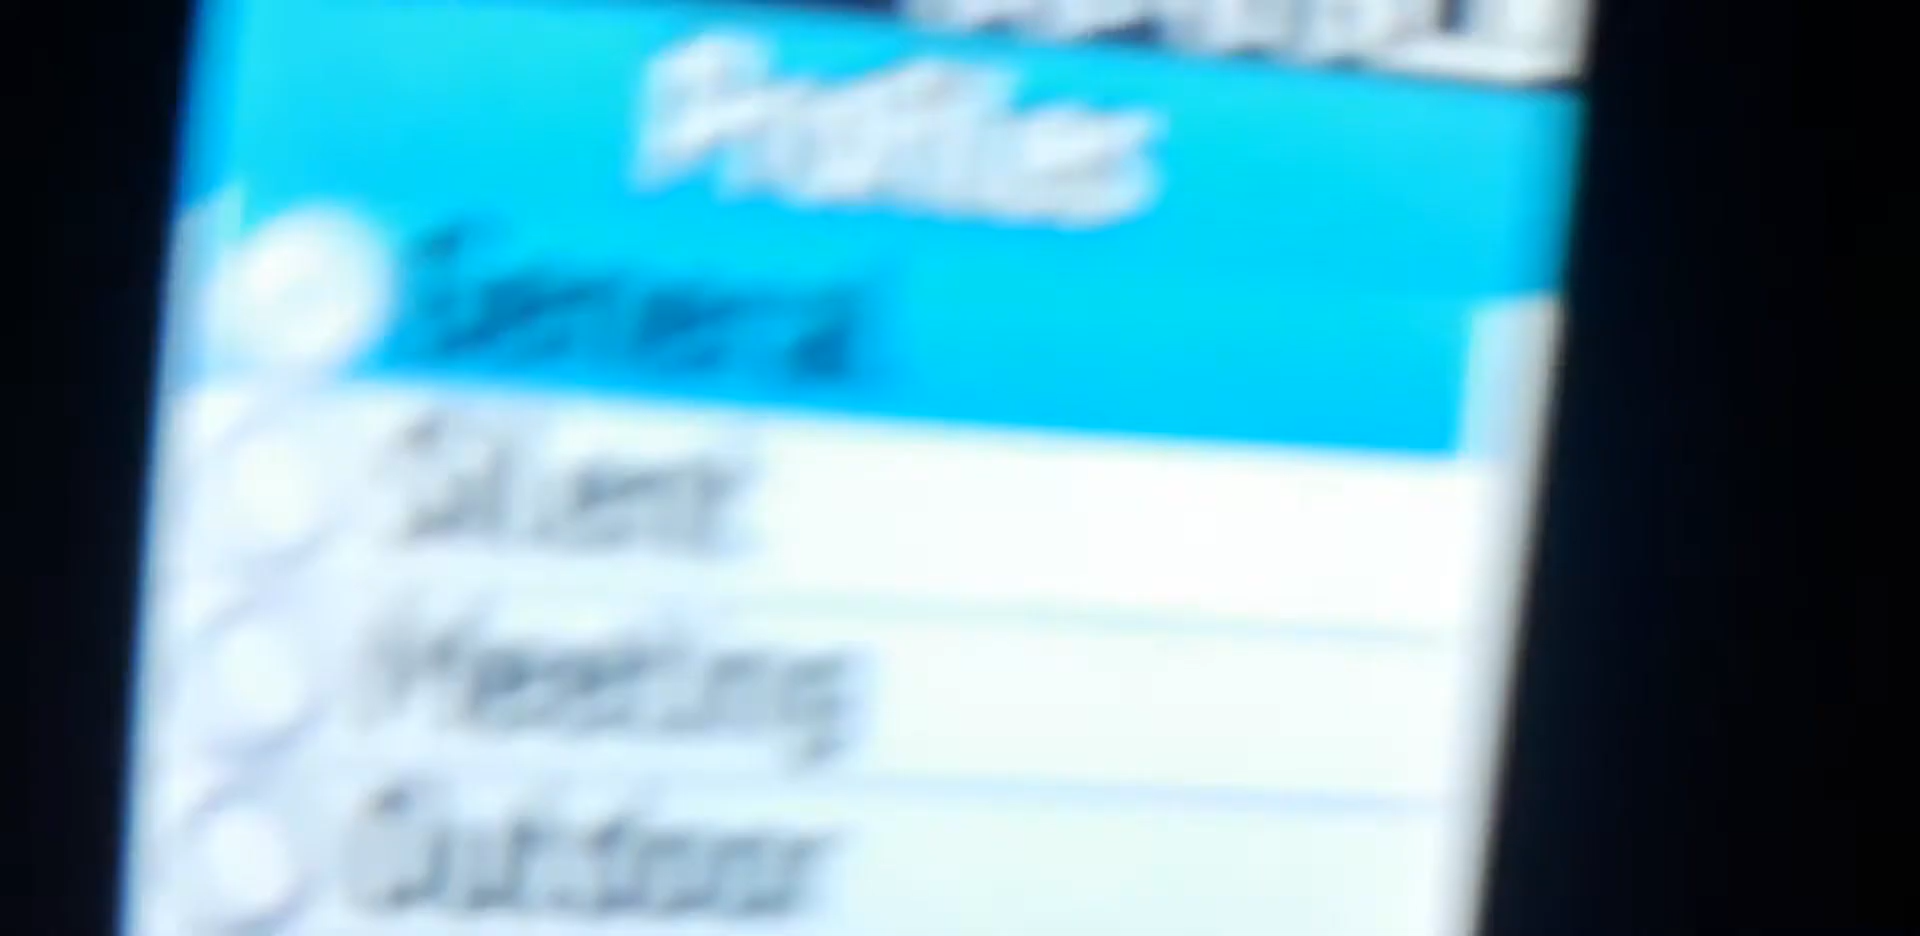 Profiles
General
Silent
Meeting
Outdoor